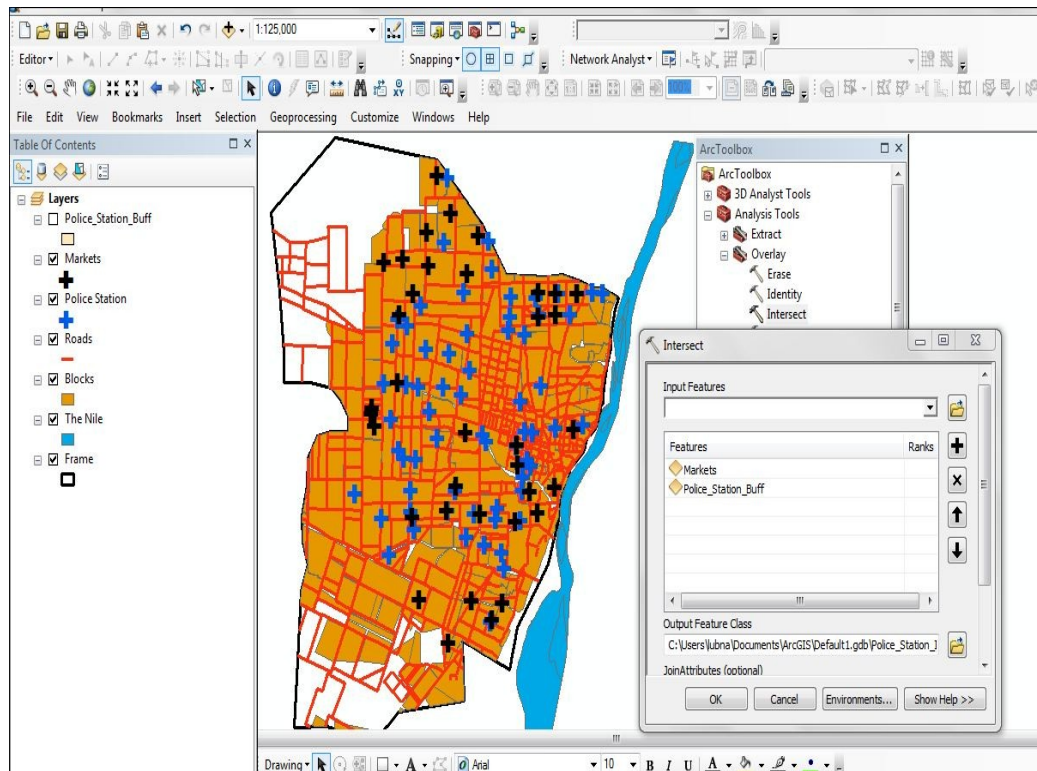 1:125,000
Editor
Snapping
Network Analyst
100%
File Edit View Bookmarks Insert Selection Geoprocessing Customize Windows Help
Table Of Contents
Layers
Police_Station_Buff
Markets
Police Station
Roads
Blocks
The Nile
Frame
ArcToolbox
ArcToolbox
3D Analyst Tools
Analysis Tools
Extract
Overlay
Erase
Identity
Intersect
Intersect
Input Features
Features Ranks
Markets
Police_Station_Buff
Output Feature Class
C:\Users\lubna\Documents\ArcGIS\Default1.gdb\Police_Station_I
JoinAttributes (optional)
OK Cancel Environments... Show Help >>
Drawing A Arial 10 B I U A